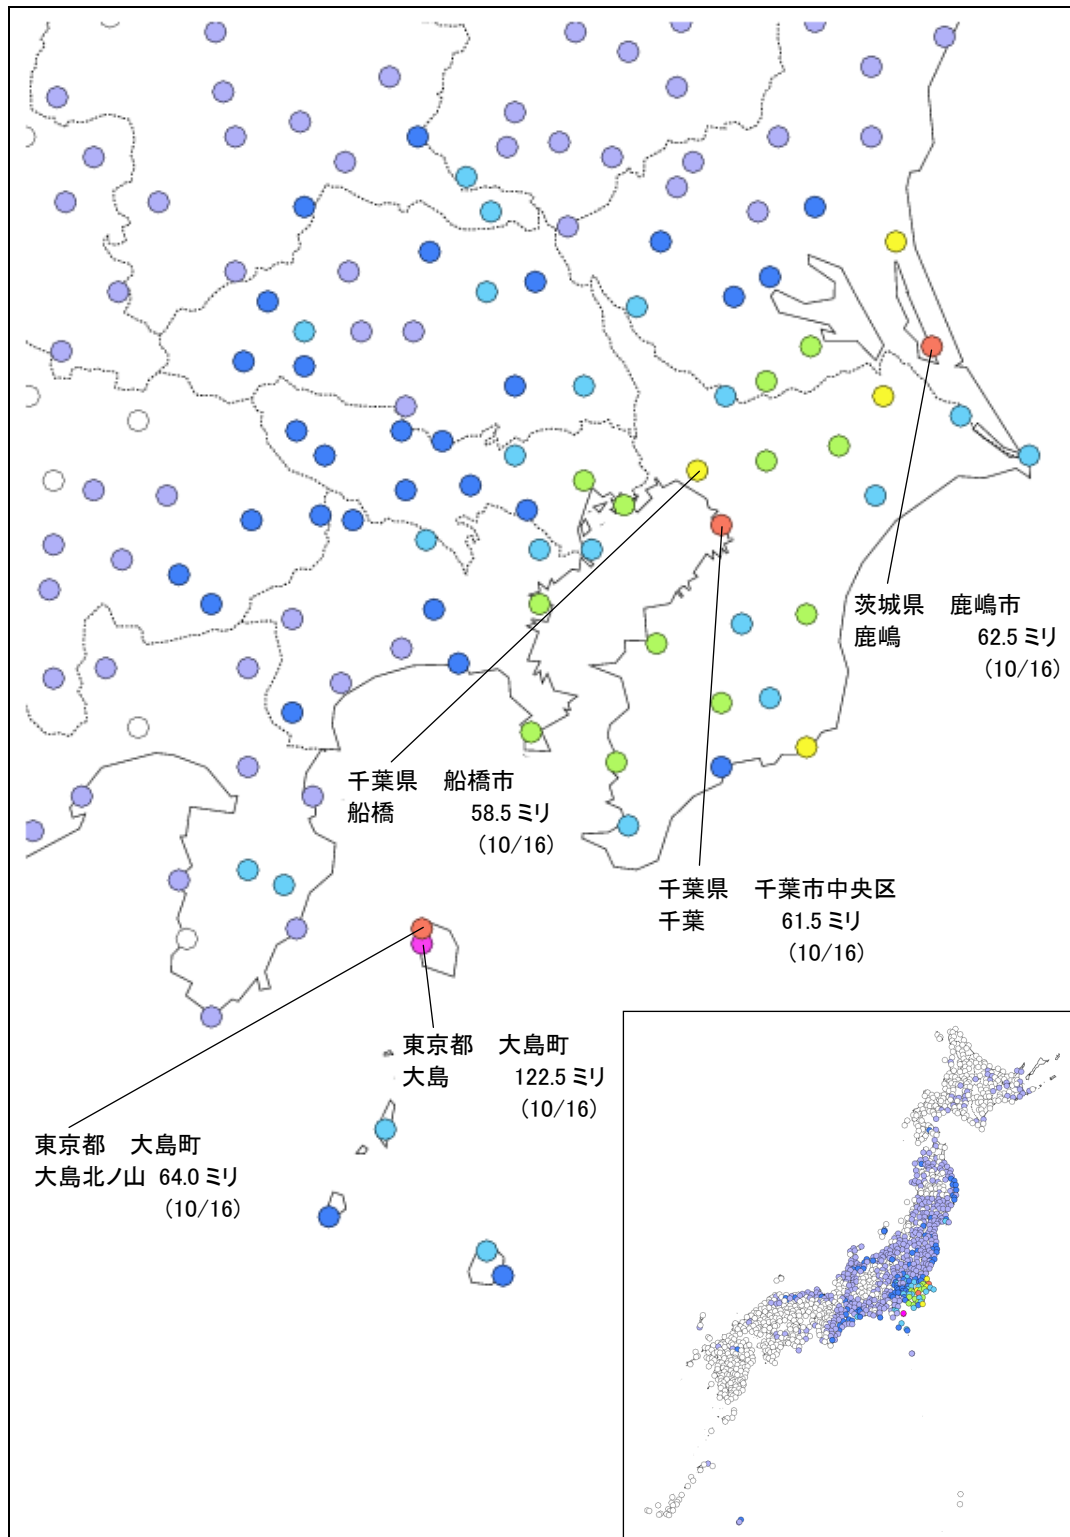 茨城県　鹿嶋市
鹿嶋　62.5 ミリ
(10/16)
千葉県　船橋市
船橋　58.5 ミリ
(10/16)
千葉県　千葉市中央区
千葉　61.5 ミリ
(10/16)
東京都　大島町
大島　122.5 ミリ
(10/16)
東京都　大島町
大島北ノ山 64.0 ミリ
(10/16)